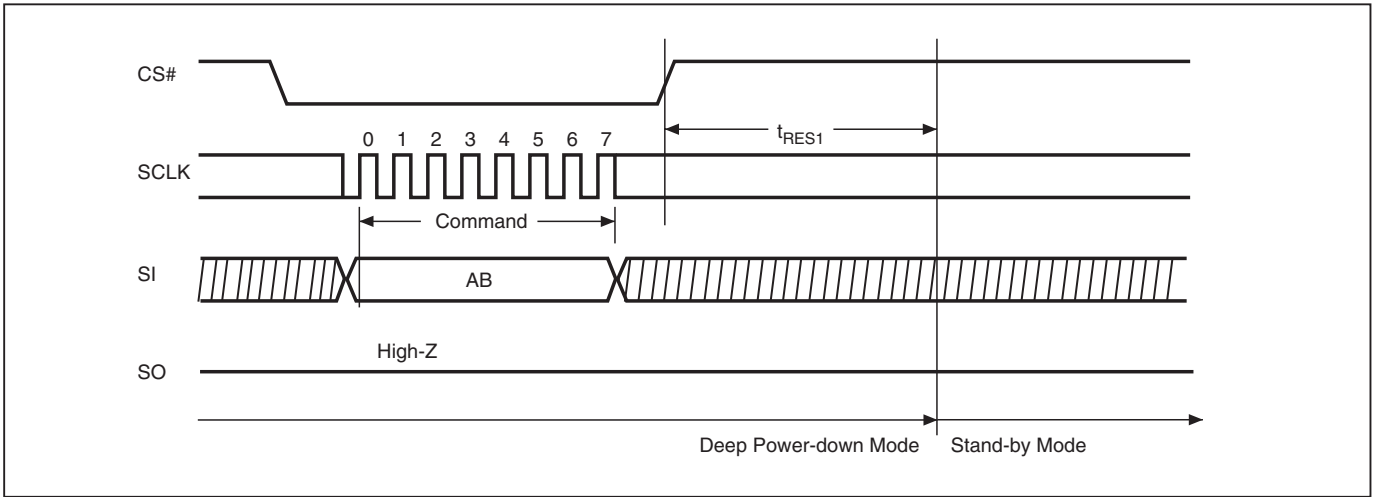 CS#
tRES1
0 1 2 3 4 5 6 7
SCLK
Command
SI
AB
High-Z
SO
Deep Power-down Mode
Stand-by Mode